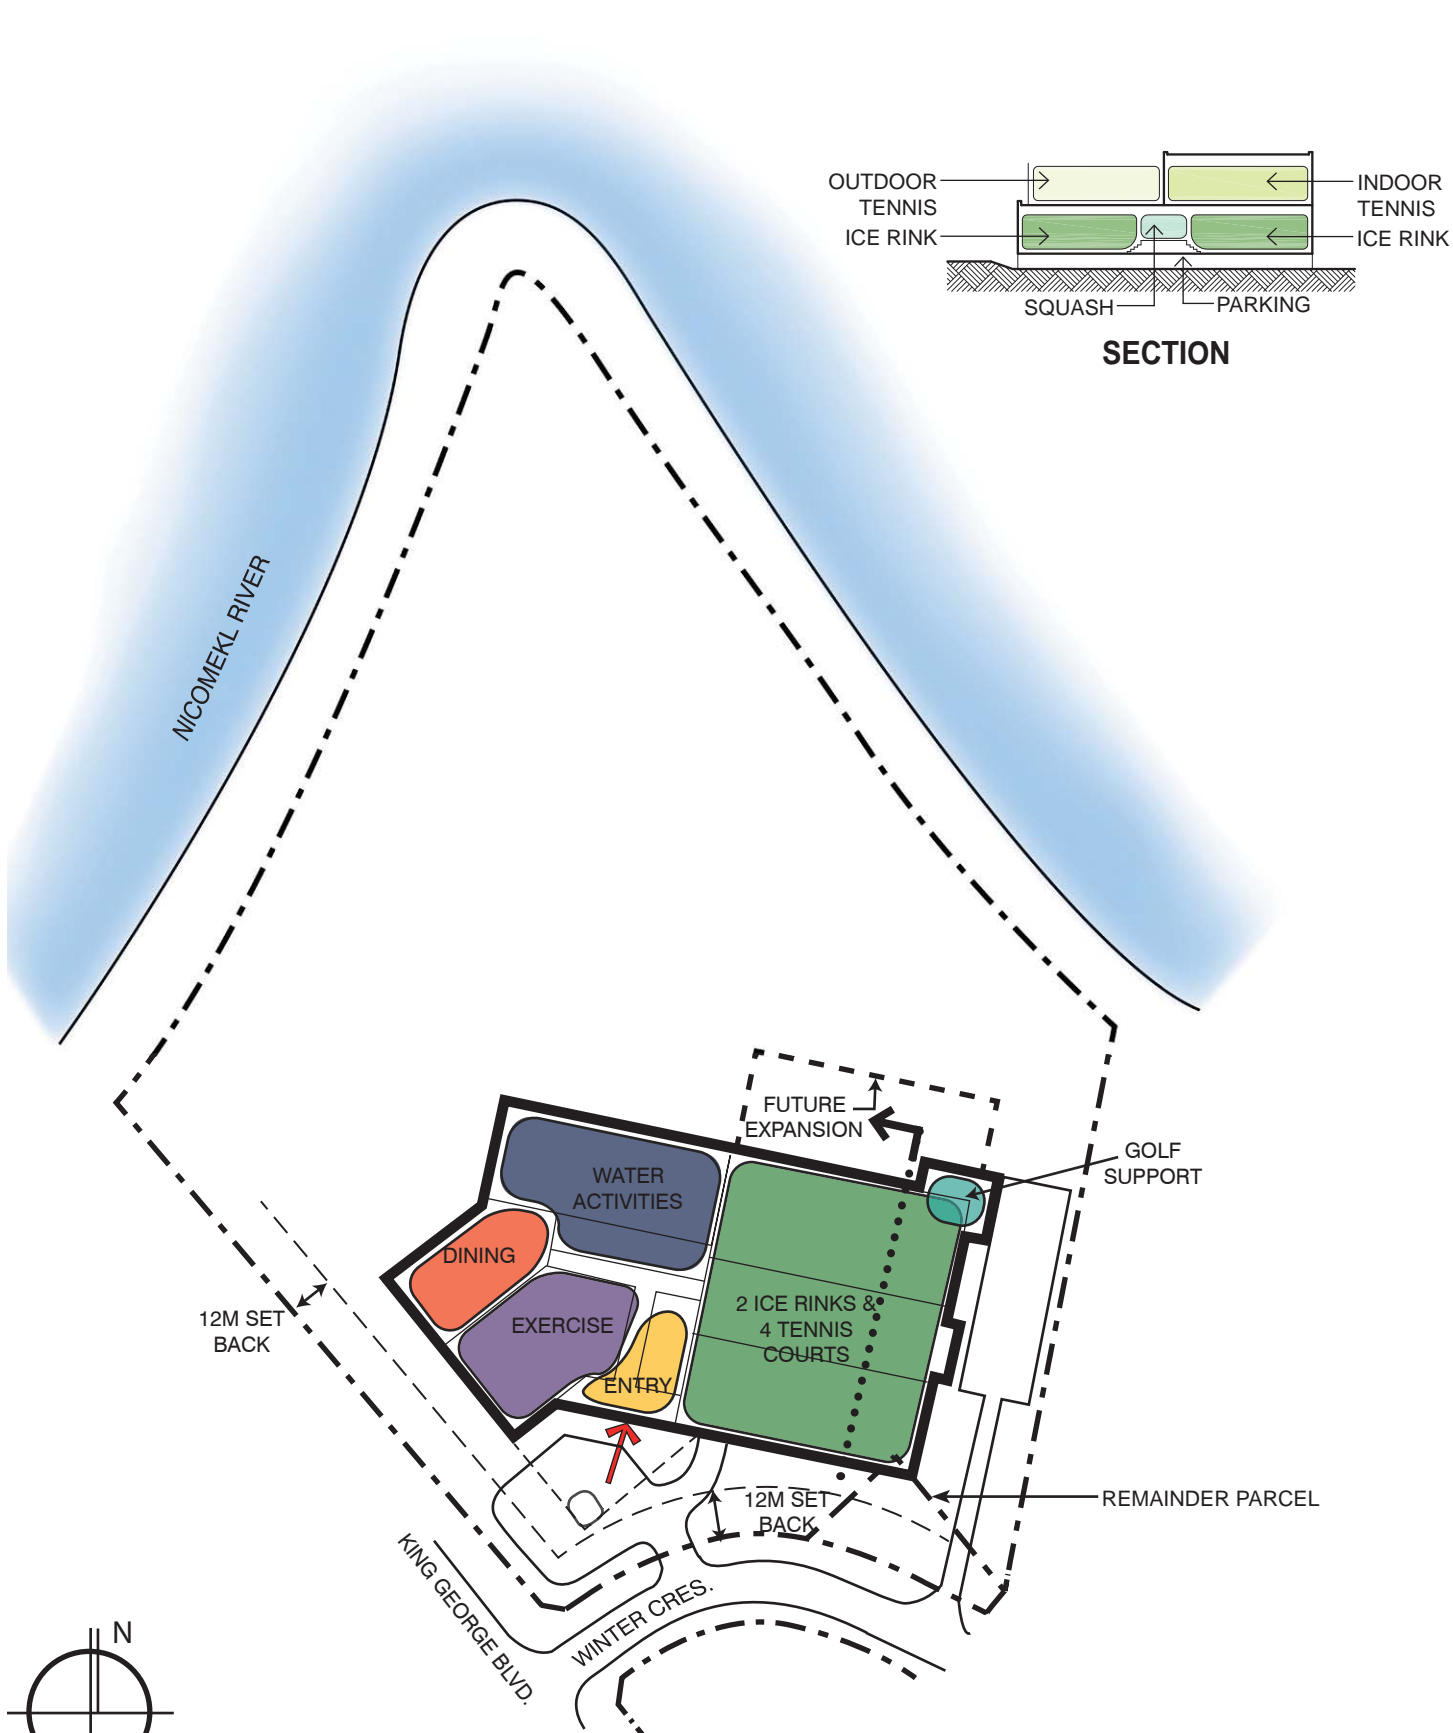 OUTDOOR
TENNIS
ICE RINK
INDOOR
TENNIS
ICE RINK
SQUASH
PARKING
SECTION
NICOMEKL RIVER
FUTURE
EXPANSION
GOLF
SUPPORT
WATER
ACTIVITIES
DINING
EXERCISE
ENTRY
2 ICE RINKS &
4 TENNIS
COURTS
12M SET
BACK
12M SET
BACK
REMAINDER PARCEL
KING GEORGE BLVD.
WINTER CRES.
N